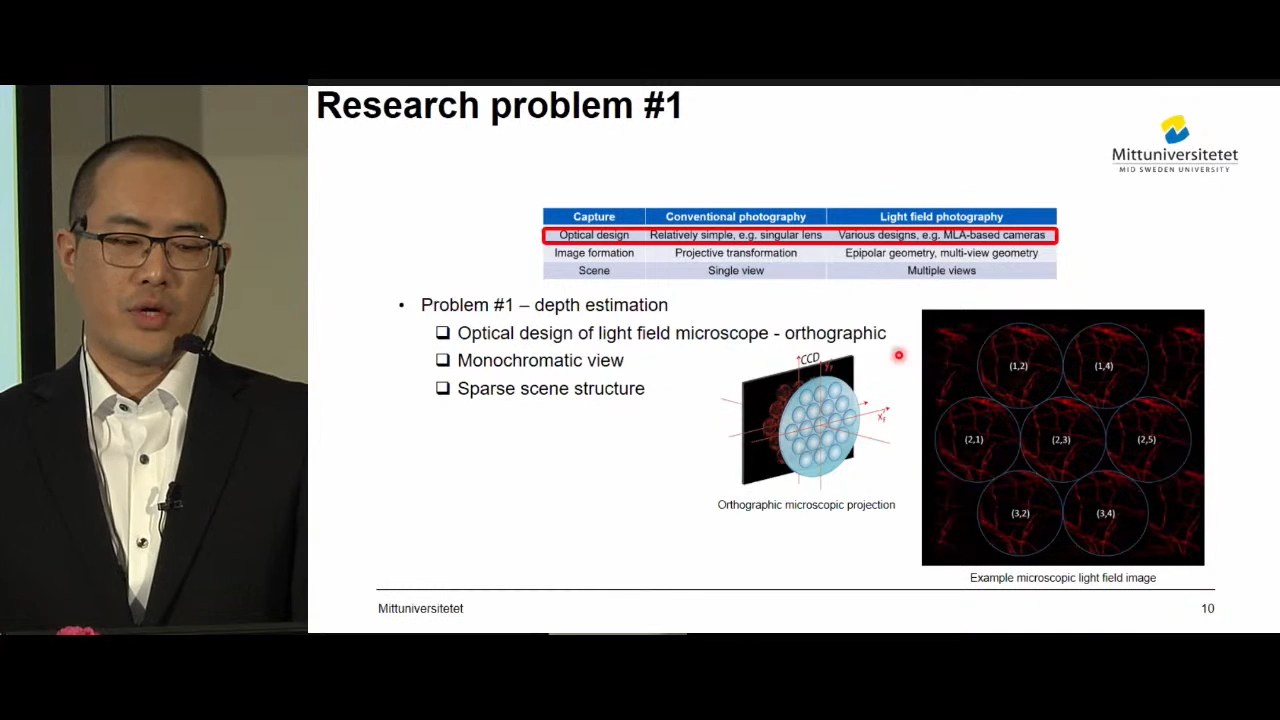 Research problem #1
Mittuniversitetet
MID SWEDEN UNIVERSITY
Capture Conventional photography Light field photography
Optical design Relatively simple, e.g. singular lens Various designs, e.g. MLA-based cameras
Image formation Projective transformation Epipolar geometry, multi-view geometry
Scene Single view Multiple views
• Problem #1 – depth estimation
❑ Optical design of light field microscope - orthographic
❑ Monochromatic view
❑ Sparse scene structure
CCD
yf
xf
Orthographic microscopic projection
(1,2) (1,4)
(2,1) (2,3) (2,5)
(3,2) (3,4)
Example microscopic light field image
Mittuniversitetet 10